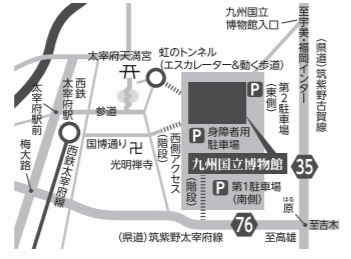 九州国立
博物館入口
至宇美・福岡インター
(県道)筑紫野古賀線
太宰府天満宮
虹のトンネル
(エスカレーター&動く歩道)
西鉄
太宰府駅
太宰府駅前
参道
P
第2駐車場
(東側)
P
身障者用
駐車場
国博通り
光明禅寺
西側アクセス
(階段)
九州国立博物館
35
梅大路
西鉄太宰府線
(階段)
P
第1駐車場
(南側)
76
はる
原
至吉木
(県道)筑紫野太宰府線
至高雄